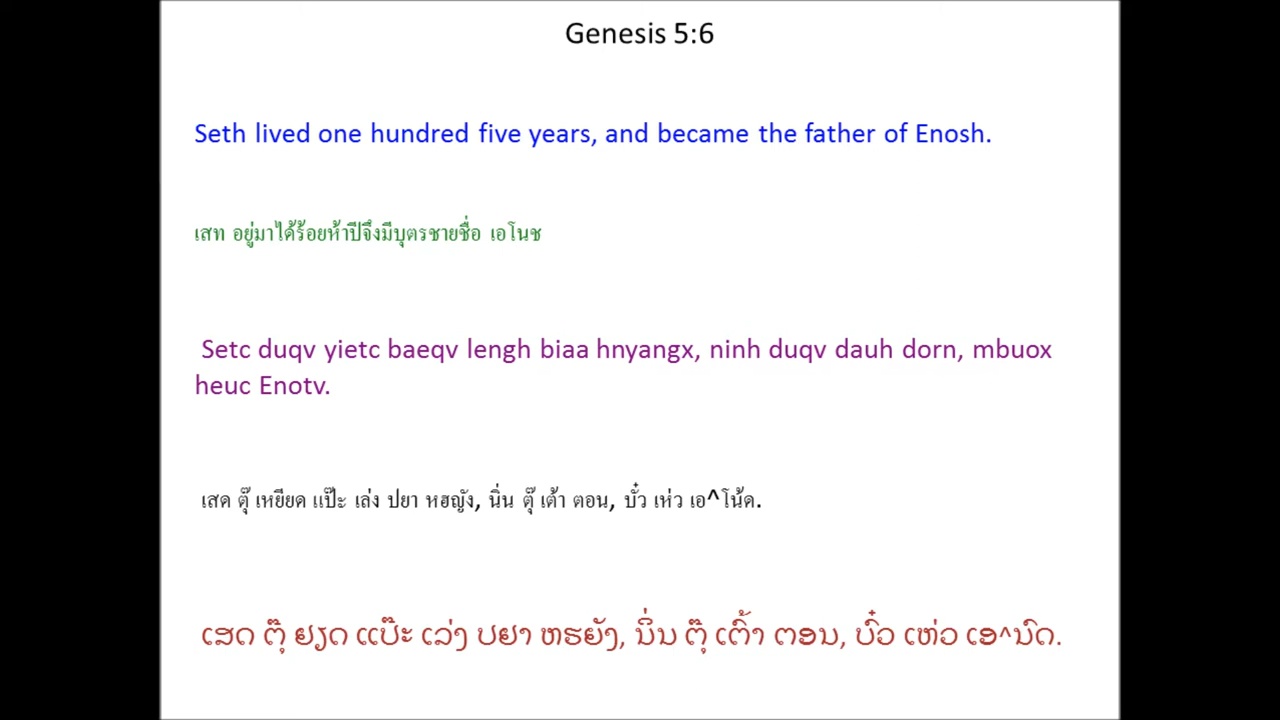 Genesis 5:6
Seth lived one hundred five years, and became the father of Enosh.
เสท อยู่มาได้ร้อยห้าปีจึงมีบุตรชายชื่อ เอโนช
Setc duqv yietc baeqv lengh biaa hnyangx, ninh duqv dauh dorn, mbuox
heuc Enotv.
เสด ตุ๊ เหยียด แป๊ะ เล่ง ปยา หฮญัง, นิ่น ตุ๊ เต้า ตอน, บั๋ว เห่ว เอ^โน้ด.
ເສດ ຕຸ໊ ຢຽດ ແປ໊ະ ເລ່ງ ປຢາ ຫຮຍັງ, ນິ່ນ ຕຸ໊ ເຕົ້າ ຕອນ, ບົ໋ວ ເຫ່ວ ເອ^ນົດ.